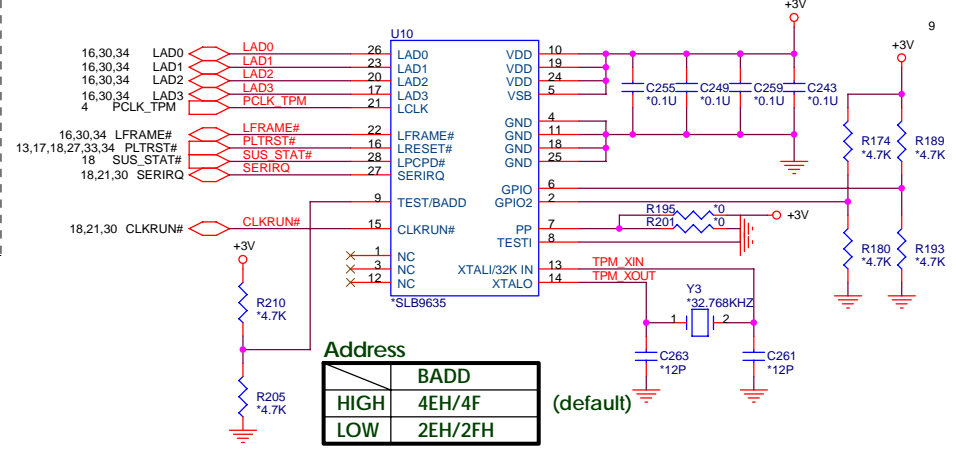 +3V
9
+3V
U10
16,30,34 LAD0 LAD0 26 LAD0 VDD 10
16,30,34 LAD1 LAD1 23 LAD1 VDD 19
16,30,34 LAD2 LAD2 20 LAD2 VDD 24
16,30,34 LAD3 LAD3 17 LAD3 VSB 5
4 PCLK_TPM PCLK_TPM 21 LCLK
C255 *0.1U
C249 *0.1U
C259 *0.1U
C243 *0.1U
GND 4
16,30,34 LFRAME# LFRAME# 22 LFRAME# GND 11
13,17,18,27,33,34 PLTRST# PLTRST# 16 LRESET# GND 18
18 SUS_STAT# SUS_STAT# 28 LPCPD# GND 25
18,21,30 SERIRQ SERIRQ 27 SERIRQ
R174 *4.7K
R189 *4.7K
GPIO 6
9 TEST/BADD GPIO2 2
R195 *0 +3V
R201 *0
18,21,30 CLKRUN# CLKRUN# 15 CLKRUN# PP 7
TESTI 8
R180 *4.7K
R193 *4.7K
+3V
1 NC
3 NC XTALI/32K IN 13 TPM_XIN
12 NC XTALO 14 TPM_XOUT
*SLB9635
Y3
*32.768KHZ
1 2
R210
*4.7K
C263
*12P
C261
*12P
R205
*4.7K
Address
BADD
HIGH 4EH/4F (default)
LOW 2EH/2FH